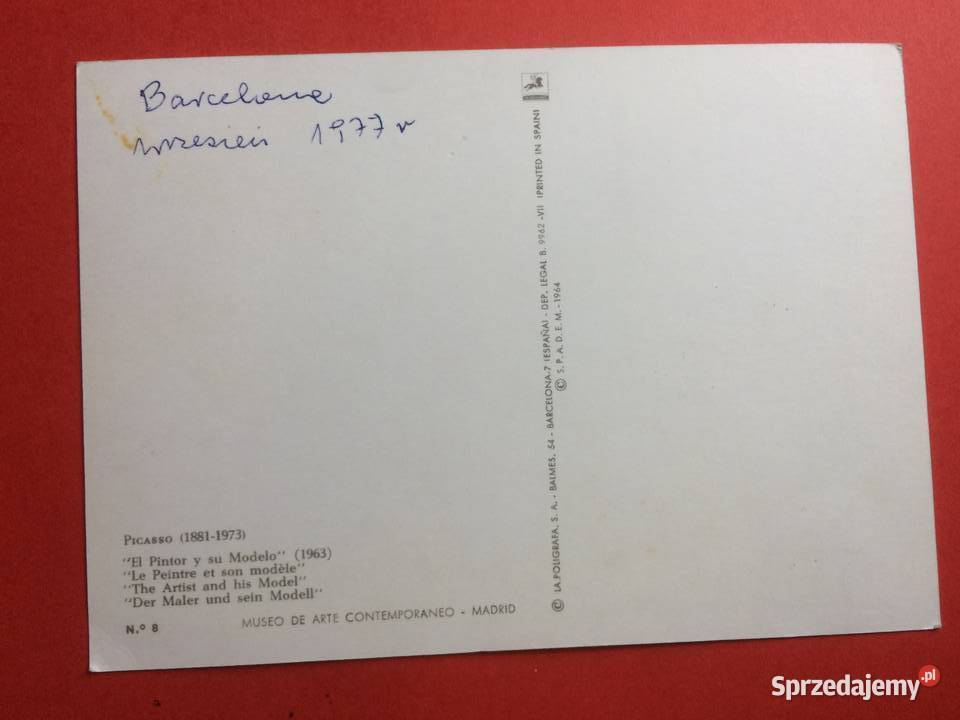 Barcelona
wrzesień 1977 r
PICASSO (1881-1973)
"El Pintor y su Modelo" (1963)
"Le Peintre et son modèle"
"The Artist and his Model"
"Der Maler und sein Modell"
N.º 8
MUSEO DE ARTE CONTEMPORANEO - MADRID
© LA POLIGRAFA, S. A. - BALMES, 54 - BARCELONA-7 (ESPAÑA) - DEP. LEGAL B. 9962 -VII (PRINTED IN SPAIN)
© S. P. A. D. E. M. - 1964
Sprzedajemy.pl